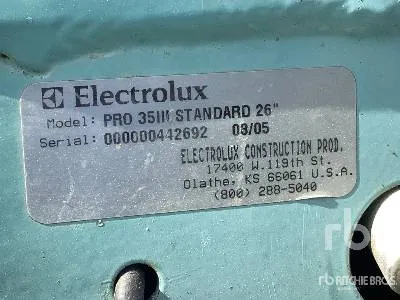 Electrolux
Model: PRO 35III STANDARD 26"
Serial: 000000442692 08/05
ELECTROLUX CONSTRUCTION PROD.
17400 W.119th St.
Olathe, KS 66061 U.S.A.
(800) 288-5040
rb
RITCHIE BROS.